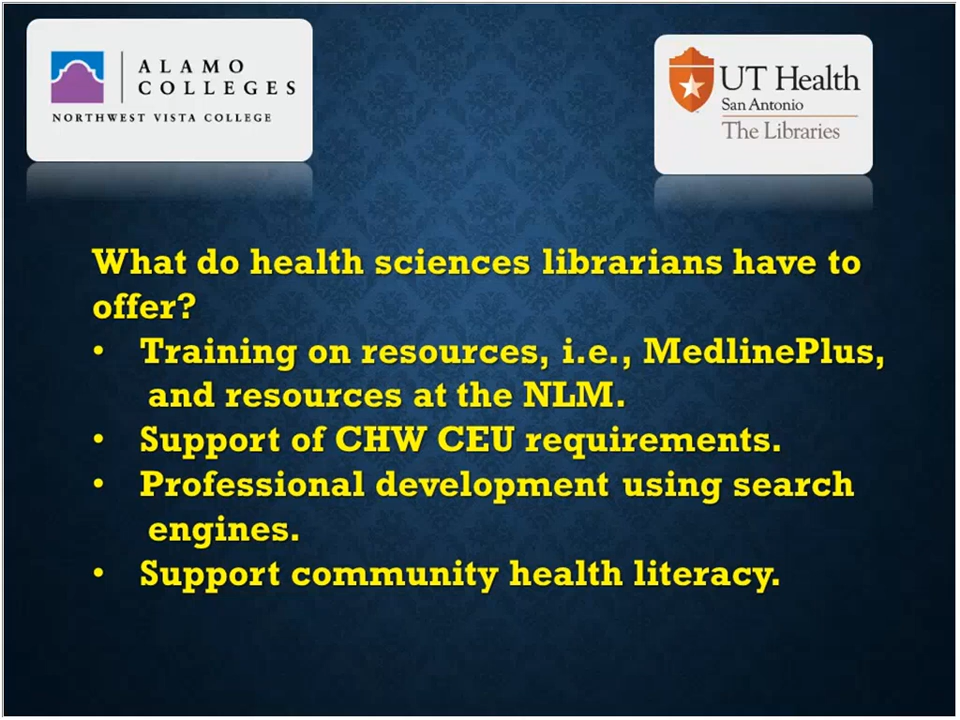 ALAMO
COLLEGES
NORTHWEST VISTA COLLEGE
UT Health
San Antonio
The Libraries
What do health sciences librarians have to
offer?
• Training on resources, i.e., MedlinePlus,
and resources at the NLM.
• Support of CHW CEU requirements.
• Professional development using search
engines.
• Support community health literacy.